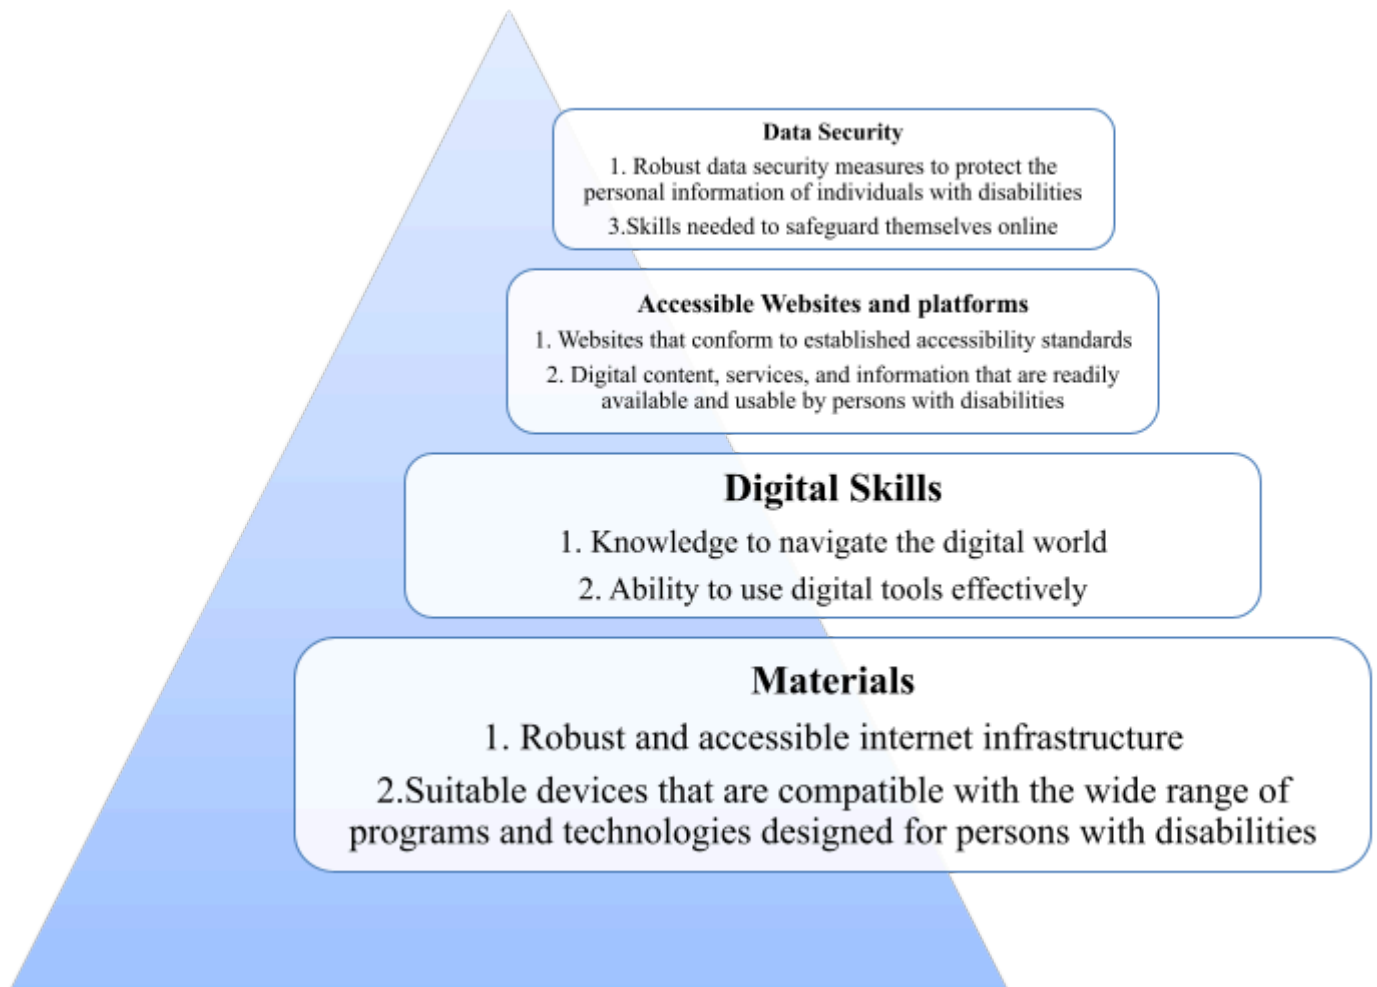 Data Security
1. Robust data security measures to protect the
personal information of individuals with disabilities
3.Skills needed to safeguard themselves online
Accessible Websites and platforms
1. Websites that conform to established accessibility standards
2. Digital content, services, and information that are readily
available and usable by persons with disabilities
Digital Skills
1. Knowledge to navigate the digital world
2. Ability to use digital tools effectively
Materials
1. Robust and accessible internet infrastructure
2.Suitable devices that are compatible with the wide range of
programs and technologies designed for persons with disabilities